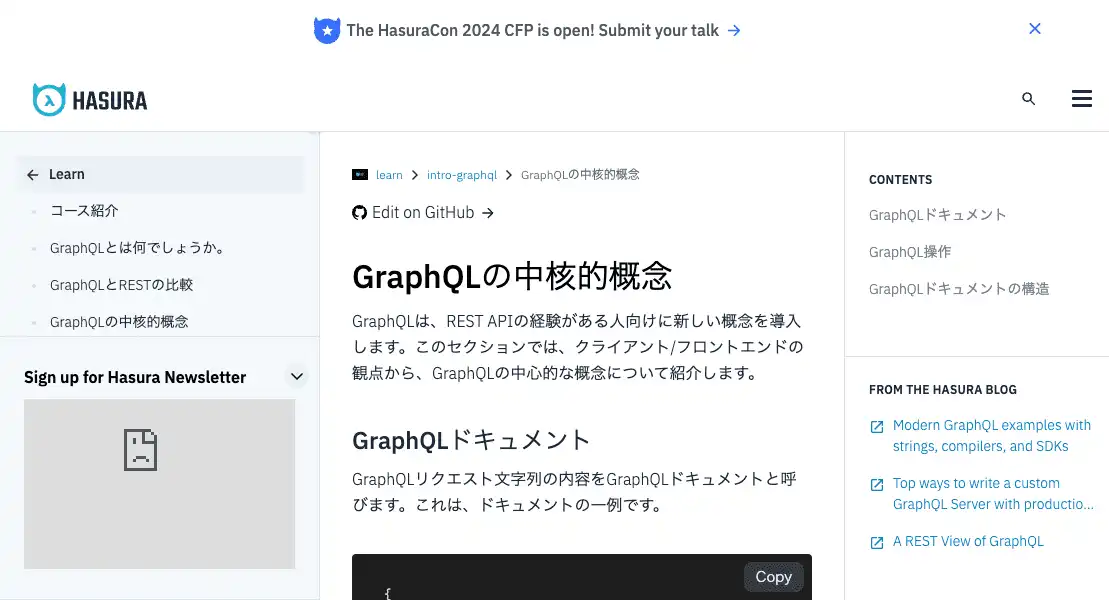 The HasuraCon 2024 CFP is open! Submit your talk →
HASURA
Learn
コース紹介
GraphQLとは何でしょうか。
GraphQLとRESTの比較
GraphQLの中核的概念
Sign up for Hasura Newsletter
learn > intro-graphql > GraphQLの中核的概念
Edit on GitHub →
GraphQLの中核的概念
GraphQLは、REST APIの経験がある人向けに新しい概念を導入
します。このセクションでは、クライアント/フロントエンドの
観点から、GraphQLの中心的な概念について紹介します。
GraphQLドキュメント
GraphQLリクエスト文字列の内容をGraphQLドキュメントと呼
びます。これは、ドキュメントの一例です。
Copy
{
CONTENTS
GraphQLドキュメント
GraphQL操作
GraphQLドキュメントの構造
FROM THE HASURA BLOG
Modern GraphQL examples with
strings, compilers, and SDKs
Top ways to write a custom
GraphQL Server with productio...
A REST View of GraphQL